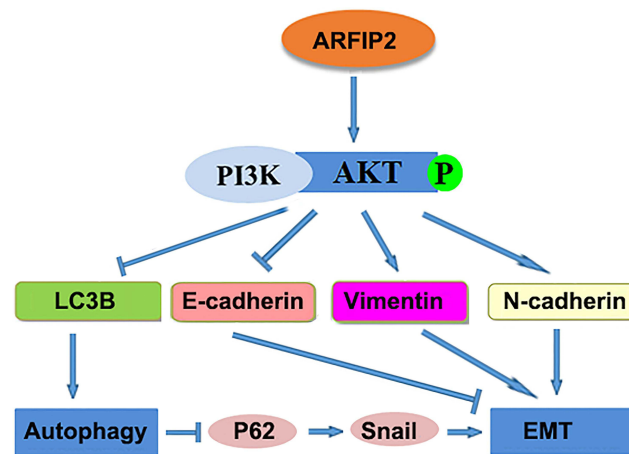 ARFIP2
PI3K AKT P
LC3B E-cadherin Vimentin N-cadherin
Autophagy P62 Snail EMT